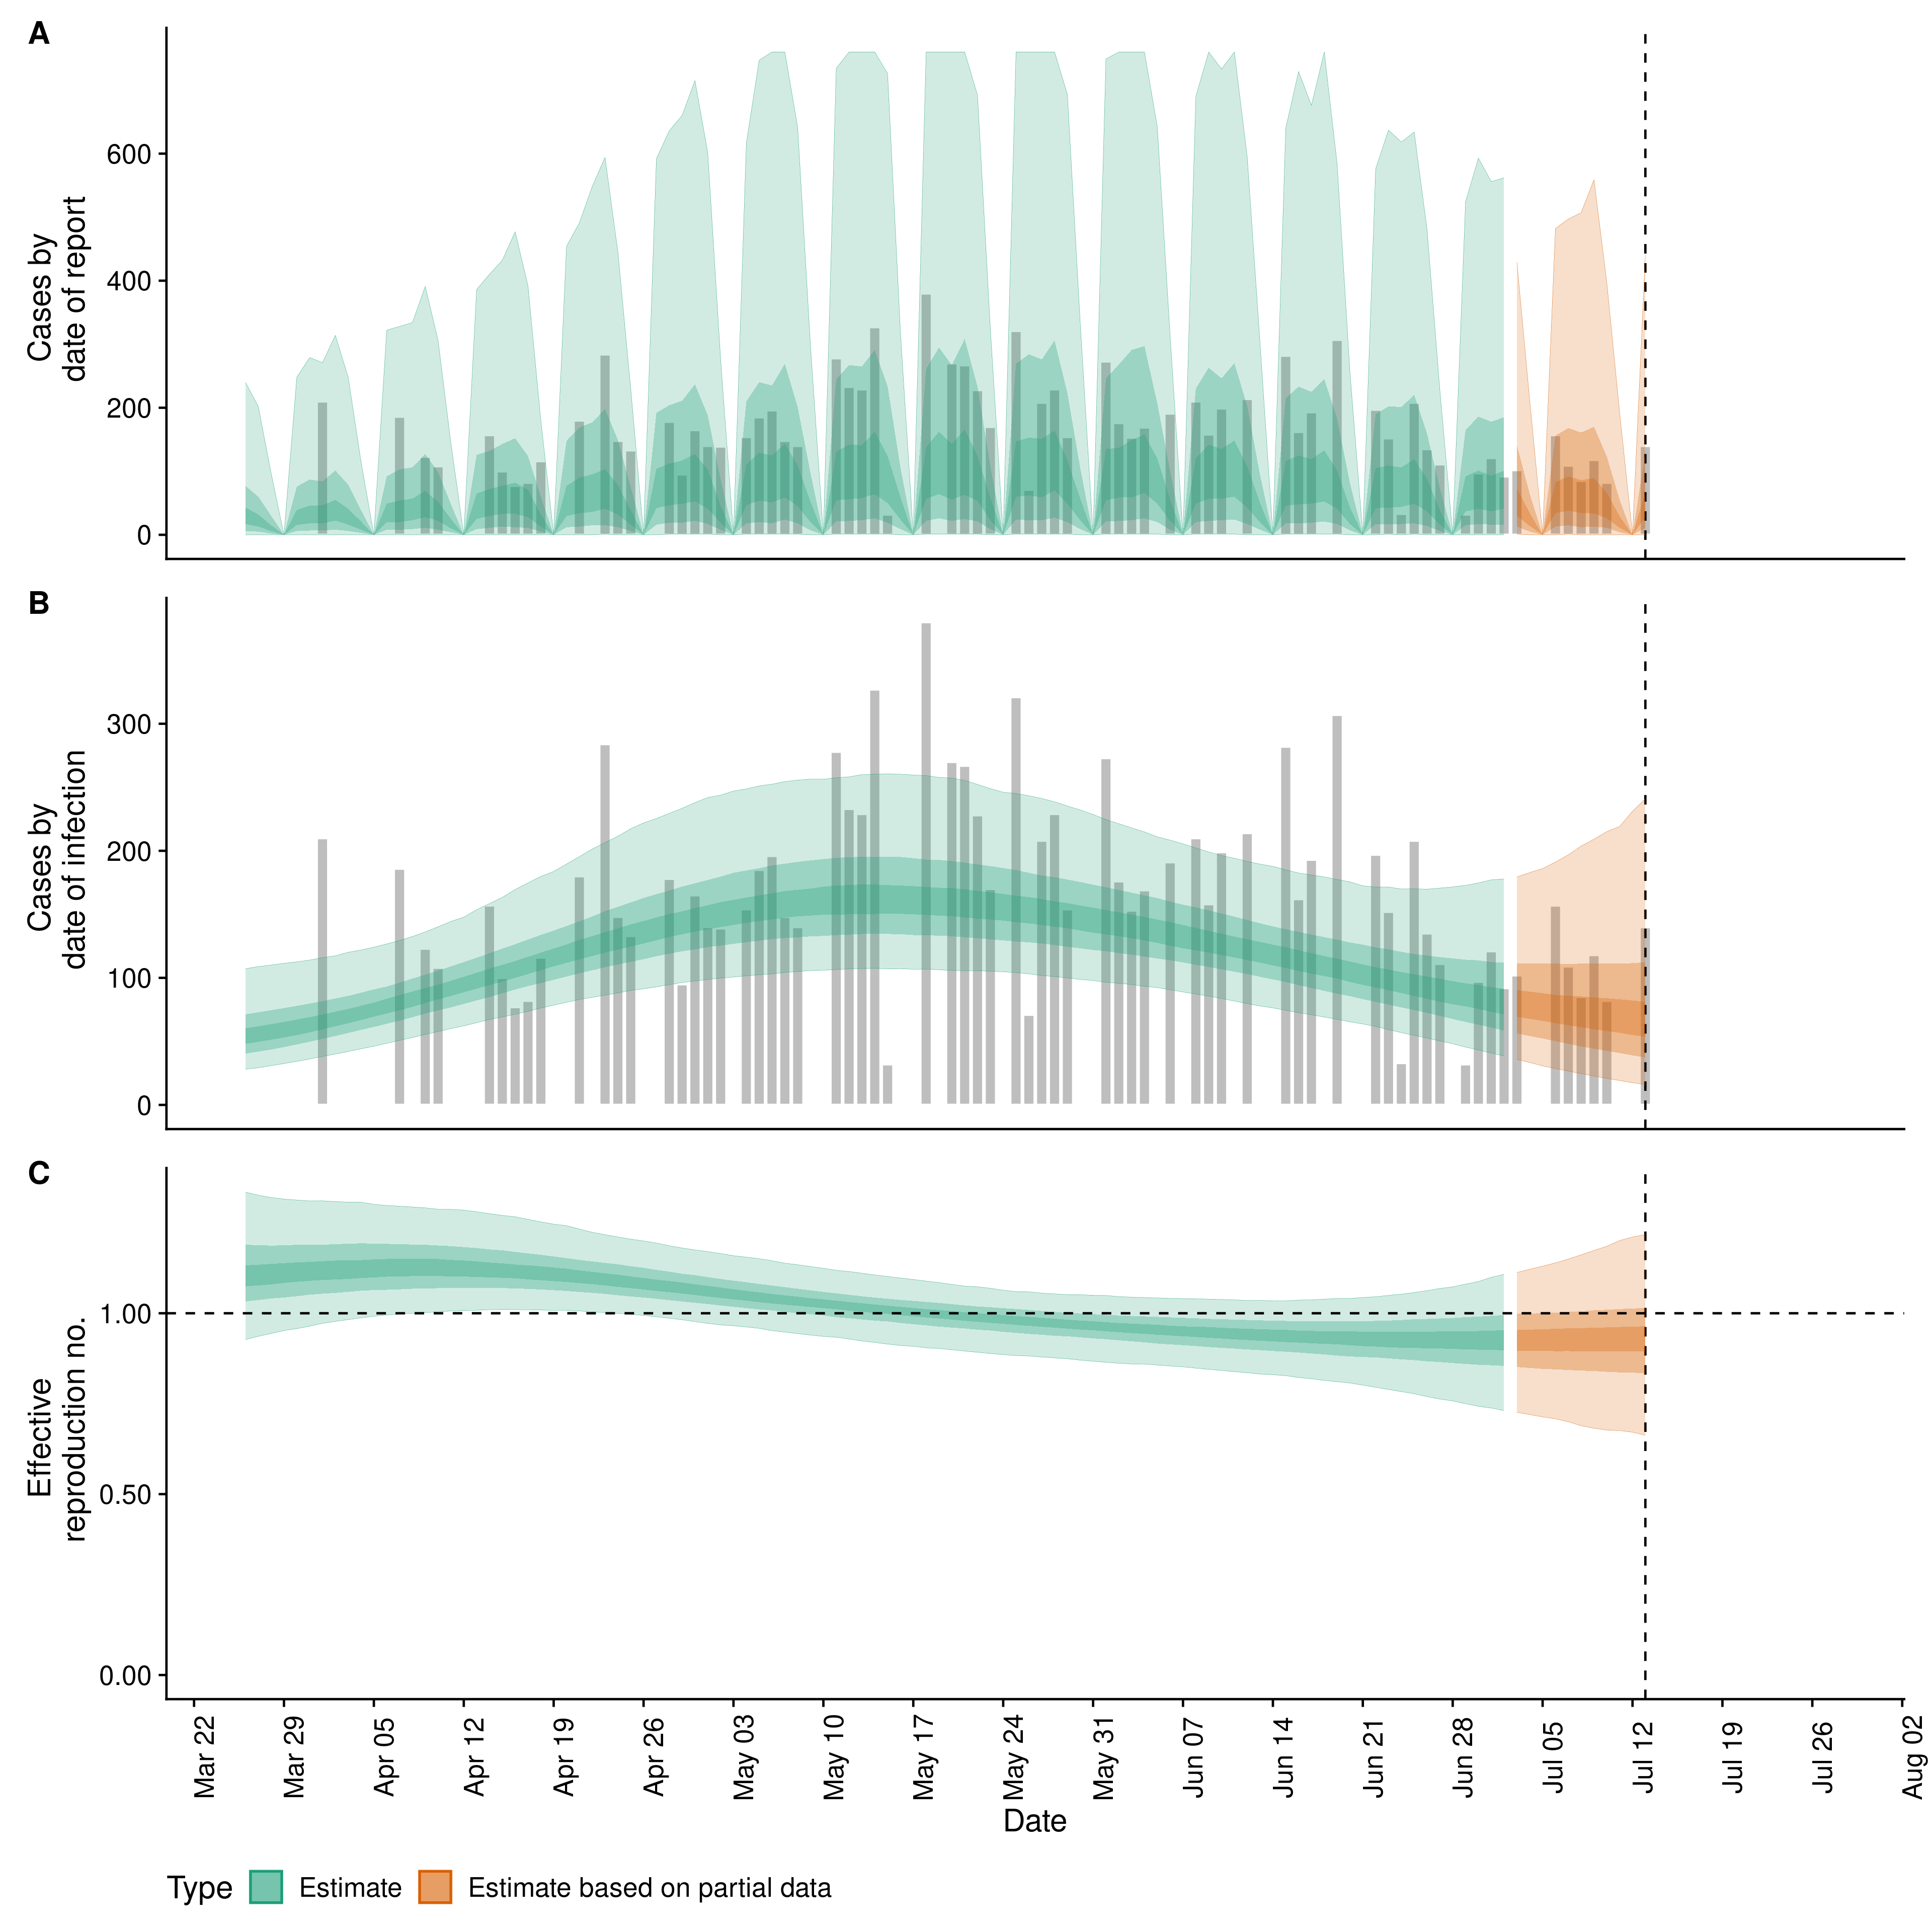 A
Cases by
date of report
600
400
200
0
B
Cases by
date of infection
300
200
100
0
C
Effective
reproduction no.
1.00
0.50
0.00
Mar 22
Mar 29
Apr 05
Apr 12
Apr 19
Apr 26
May 03
May 10
May 17
May 24
May 31
Jun 07
Jun 14
Jun 21
Jun 28
Jul 05
Jul 12
Jul 19
Jul 26
Aug 02
Date
Type Estimate Estimate based on partial data